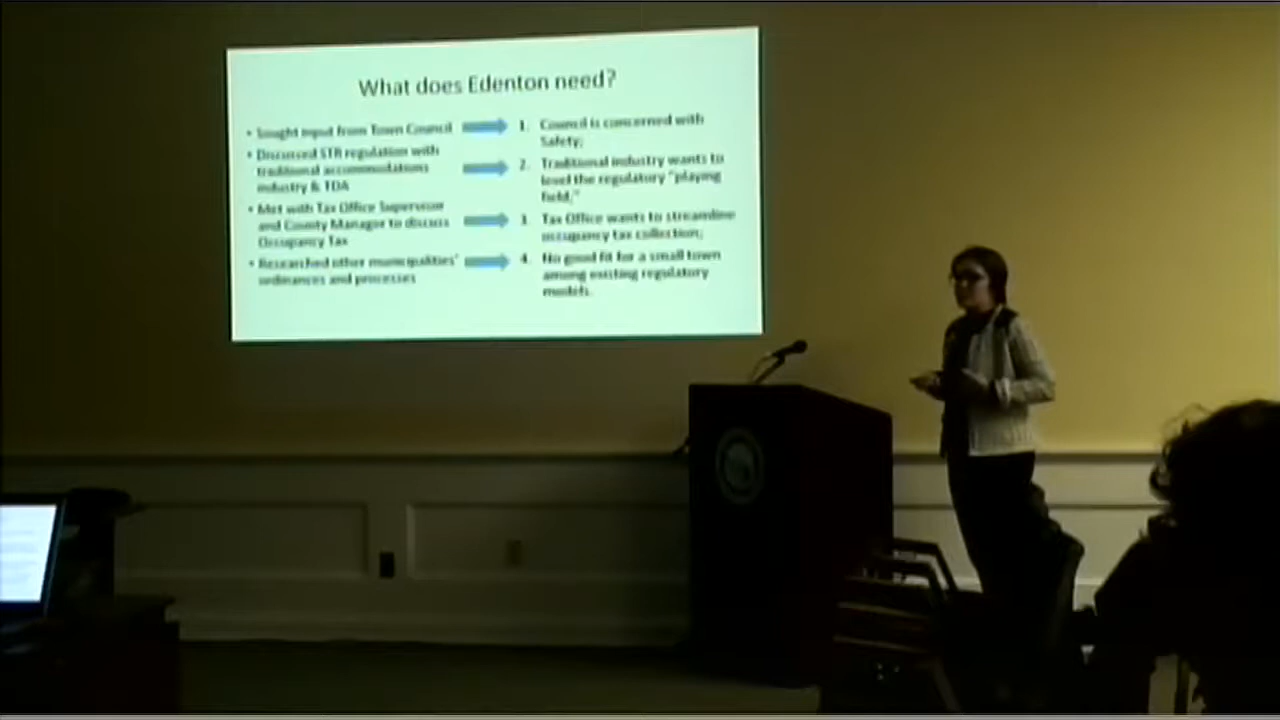 What does Edenton need?
• Sought input from Town Council
• Discussed STR regulation with
traditional accommodations
industry & TDA
• Met with Tax Office Supervisor
and County Manager to discuss
Occupancy Tax
• Researched other municipalities'
ordinances and processes
1. Council is concerned with
Safety;
2. Traditional industry wants to
level the regulatory "playing
field;"
3. Tax Office wants to streamline
occupancy tax collection;
4. No good fit for a small town
among existing regulatory
models.